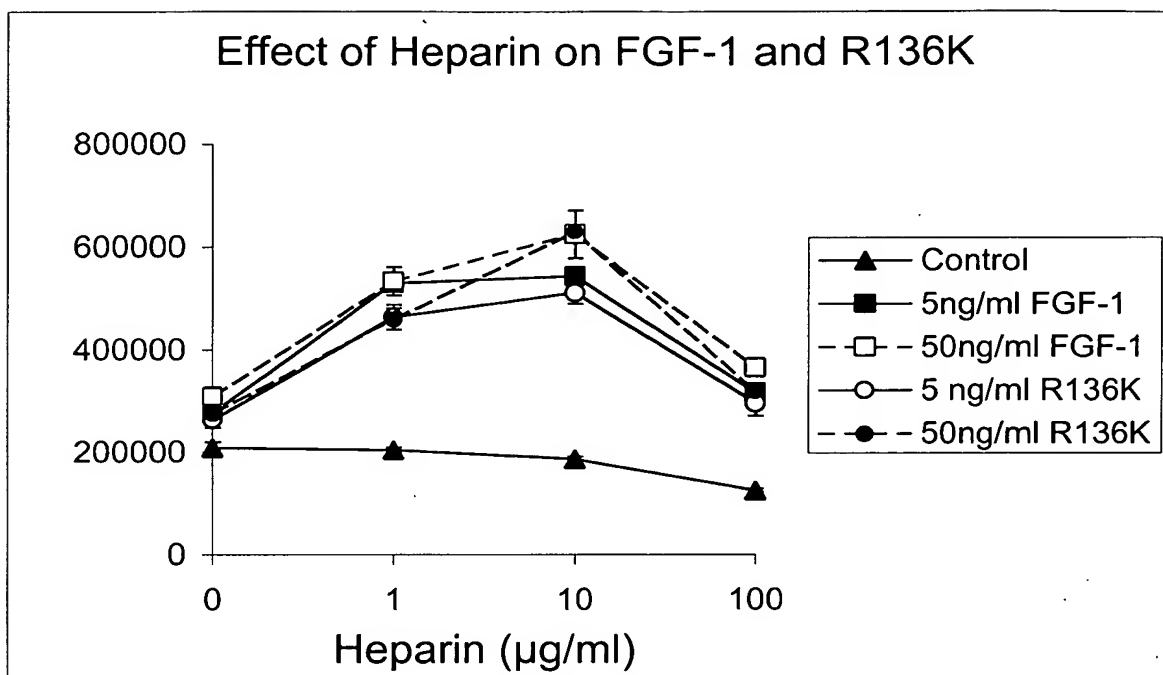 Effect of Heparin on FGF-1 and R136K
800000
600000
400000
200000
0
0 1 10 100
Heparin (µg/ml)
Control
5ng/ml FGF-1
50ng/ml FGF-1
5 ng/ml R136K
50ng/ml R136K